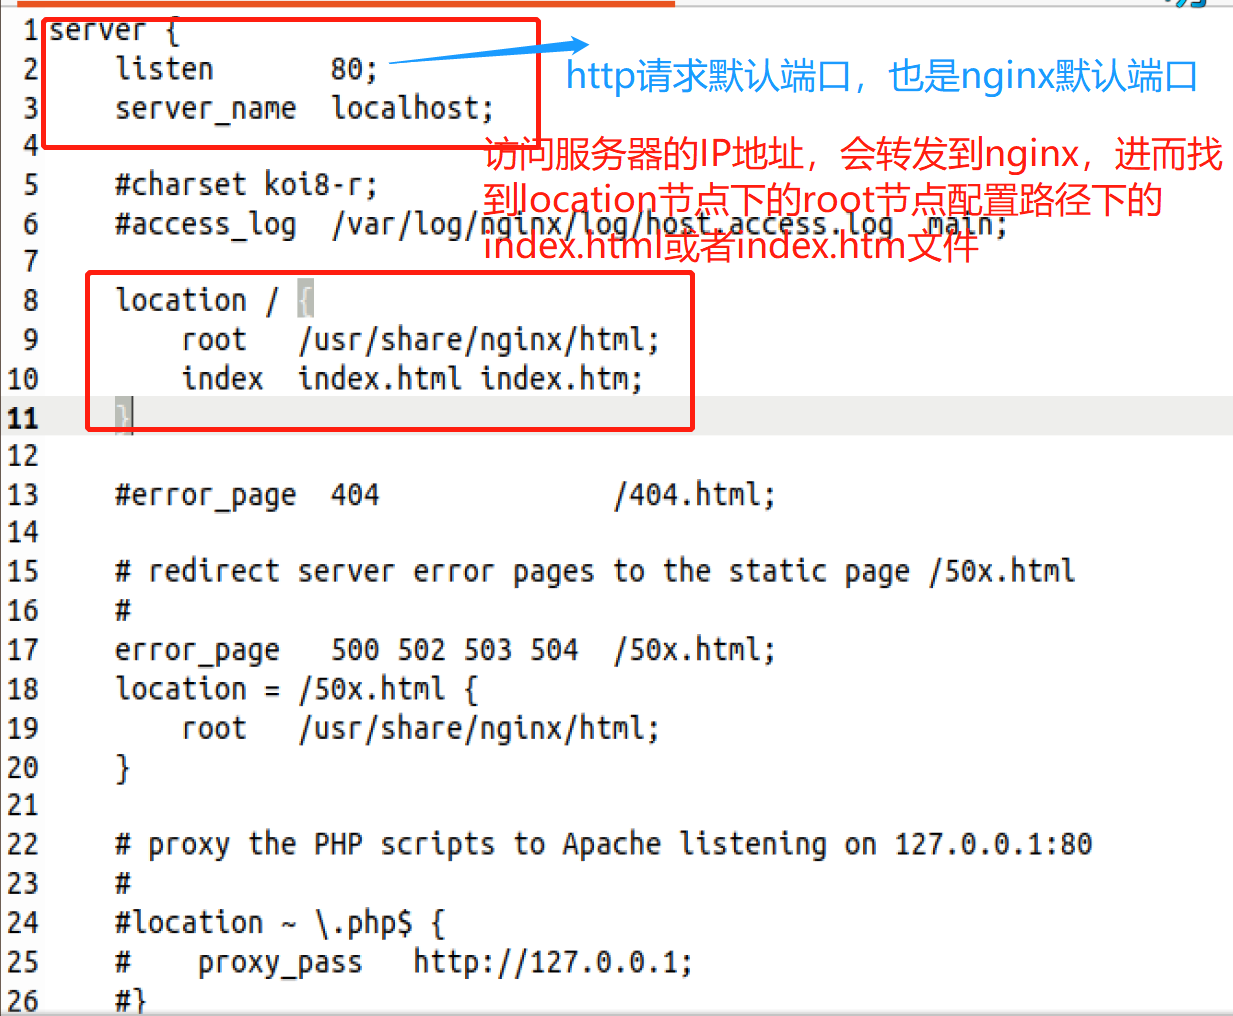 1 server {
2 listen 80;
http请求默认端口，也是nginx默认端口
3 server_name localhost;
4
访问服务器的IP地址，会转发到nginx，进而找
到location节点下的root节点配置路径下的
index.html或者index.htm文件
5 #charset koi8-r;
6 #access_log /var/log/nginx/log/host.access.log main;
7
8 location / {
9 root /usr/share/nginx/html;
10 index index.html index.htm;
11 }
12
13 #error_page 404 /404.html;
14
15 # redirect server error pages to the static page /50x.html
16 #
17 error_page 500 502 503 504 /50x.html;
18 location = /50x.html {
19 root /usr/share/nginx/html;
20 }
21
22 # proxy the PHP scripts to Apache listening on 127.0.0.1:80
23 #
24 #location ~ \.php$ {
25 # proxy_pass http://127.0.0.1;
26 #}